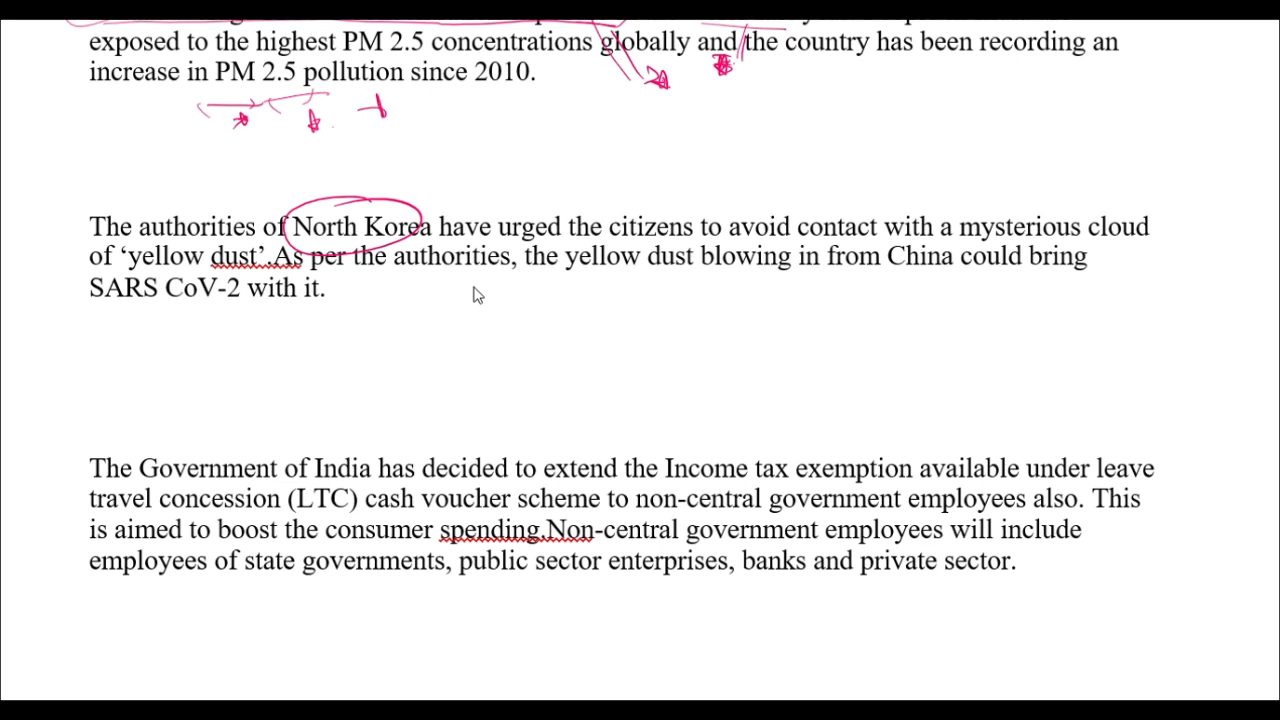 exposed to the highest PM 2.5 concentrations globally and the country has been recording an
increase in PM 2.5 pollution since 2010.
The authorities of North Korea have urged the citizens to avoid contact with a mysterious cloud
of ‘yellow dust’.As per the authorities, the yellow dust blowing in from China could bring
SARS CoV-2 with it.
The Government of India has decided to extend the Income tax exemption available under leave
travel concession (LTC) cash voucher scheme to non-central government employees also. This
is aimed to boost the consumer spending.Non-central government employees will include
employees of state governments, public sector enterprises, banks and private sector.